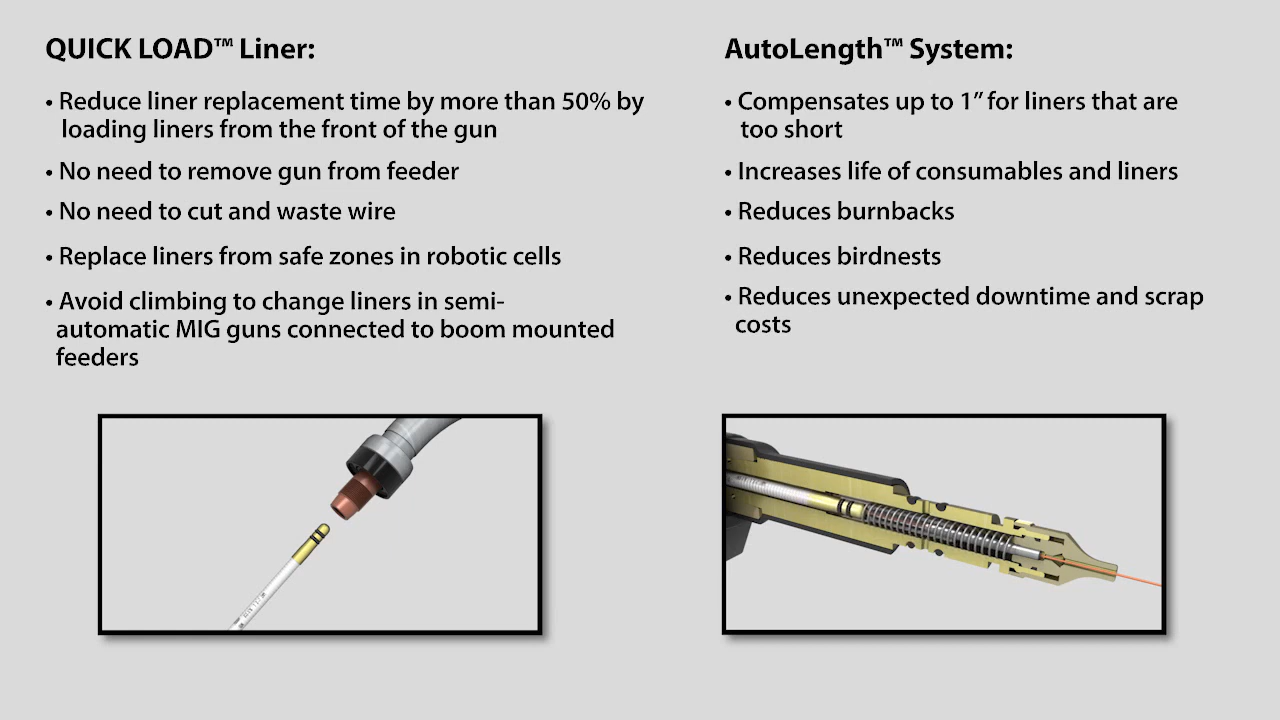 QUICK LOAD™ Liner:
• Reduce liner replacement time by more than 50% by
loading liners from the front of the gun
• No need to remove gun from feeder
• No need to cut and waste wire
• Replace liners from safe zones in robotic cells
• Avoid climbing to change liners in semi-
automatic MIG guns connected to boom mounted
feeders
AutoLength™ System:
• Compensates up to 1” for liners that are
too short
• Increases life of consumables and liners
• Reduces burnbacks
• Reduces birdnests
• Reduces unexpected downtime and scrap
costs